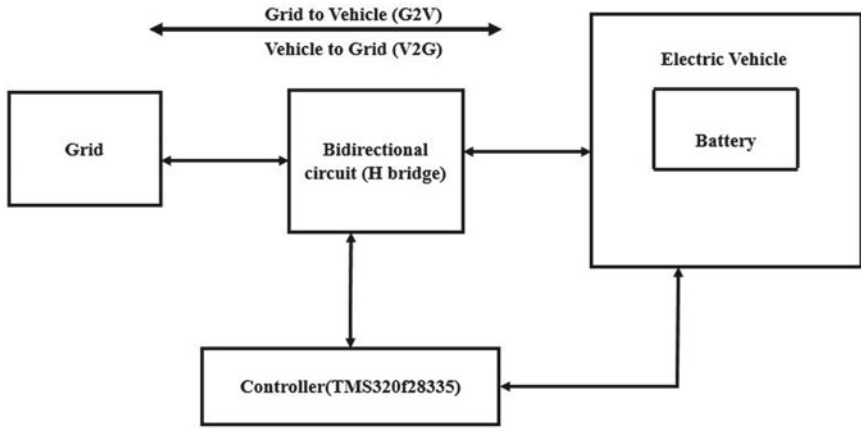 Grid to Vehicle (G2V)
Vehicle to Grid (V2G)
Electric Vehicle
Grid
Bidirectional
circuit (H bridge)
Battery
Controller(TMS320f28335)